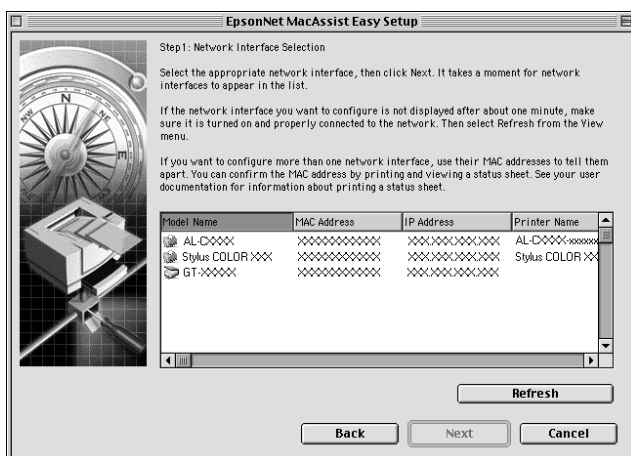 EpsonNet MacAssist Easy Setup
Step1: Network Interface Selection
Select the appropriate network interface, then click Next. It takes a moment for network
interfaces to appear in the list.
If the network interface you want to configure is not displayed after about one minute, make
sure it is turned on and properly connected to the network. Then select Refresh from the View
menu.
If you want to configure more than one network interface, use their MAC addresses to tell them
apart. You can confirm the MAC address by printing and viewing a status sheet. See your user
documentation for information about printing a status sheet.
Model Name MAC Address IP Address Printer Name
AL-CXXXX XXXXXXXXXXXX XXX.XXX.XXX.XXX AL-CXXXX-xxxxxx
Stylus COLOR XXX XXXXXXXXXXXX XXX.XXX.XXX.XXX Stylus COLOR XX
GT-XXXXX XXXXXXXXXXXX XXX.XXX.XXX.XXX
Refresh
Back Next Cancel
N
NE
E
NW